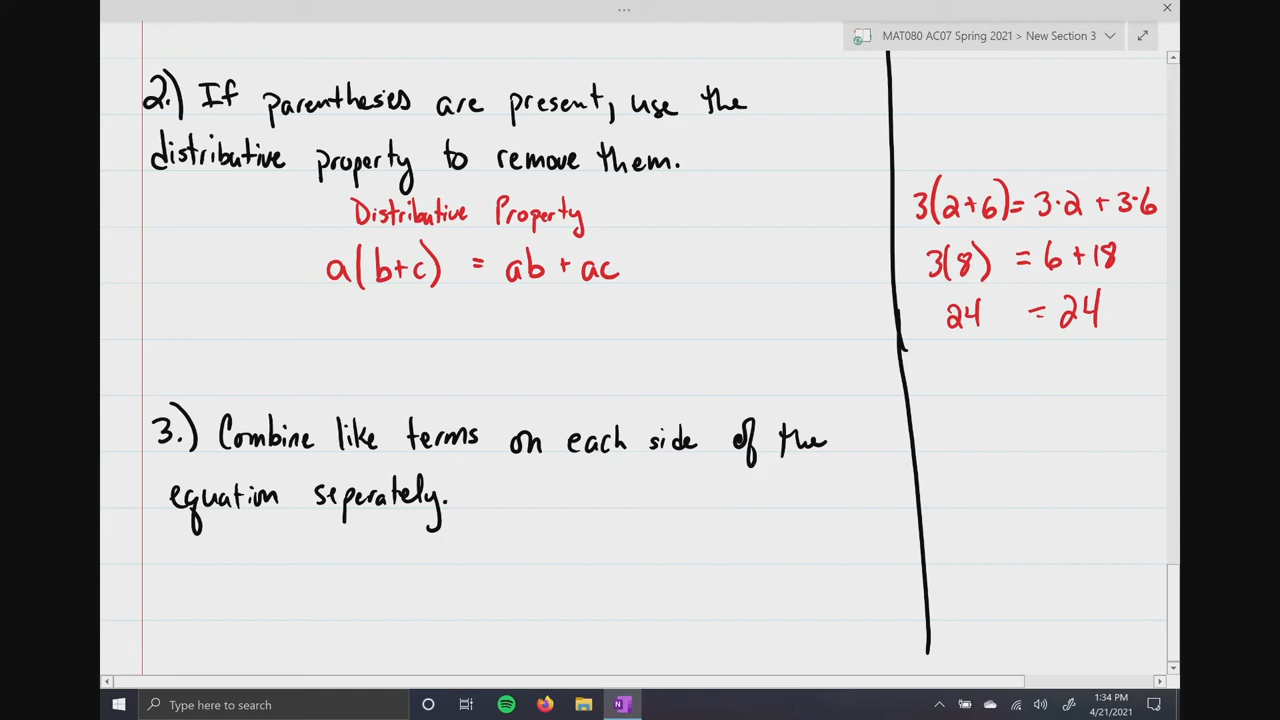 MAT080 AC07 Spring 2021 > New Section 3
2.) If parentheses are present, use the
distributive property to remove them.
Distributive Property
a(b+c) = ab + ac
3(2+6)= 3·2 + 3·6
3(8) = 6 + 18
24 = 24
3.) Combine like terms on each side of the
equation seperately.
Type here to search
1:34 PM
4/21/2021